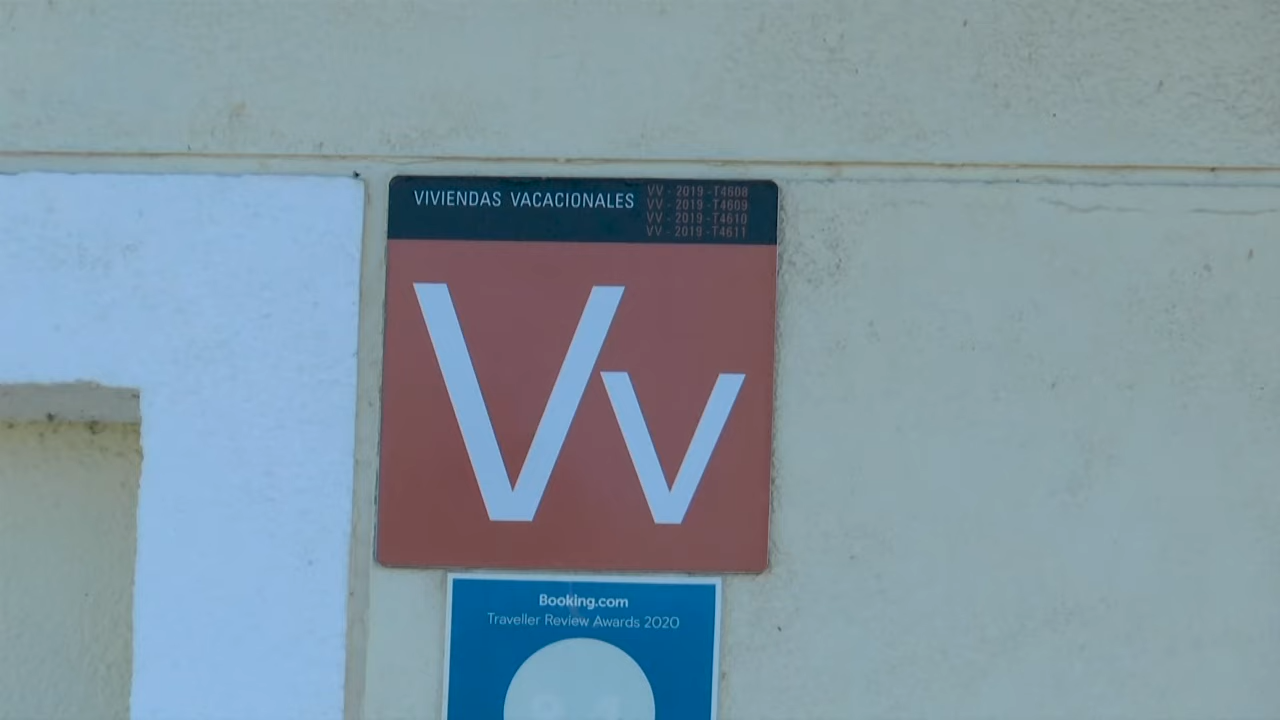 VIVIENDAS VACACIONALES
VV - 2019 -T4608
VV - 2019 -T4609
VV - 2019 -T4610
VV - 2019 -T4611
Vv
Booking.com
Traveller Review Awards 2020